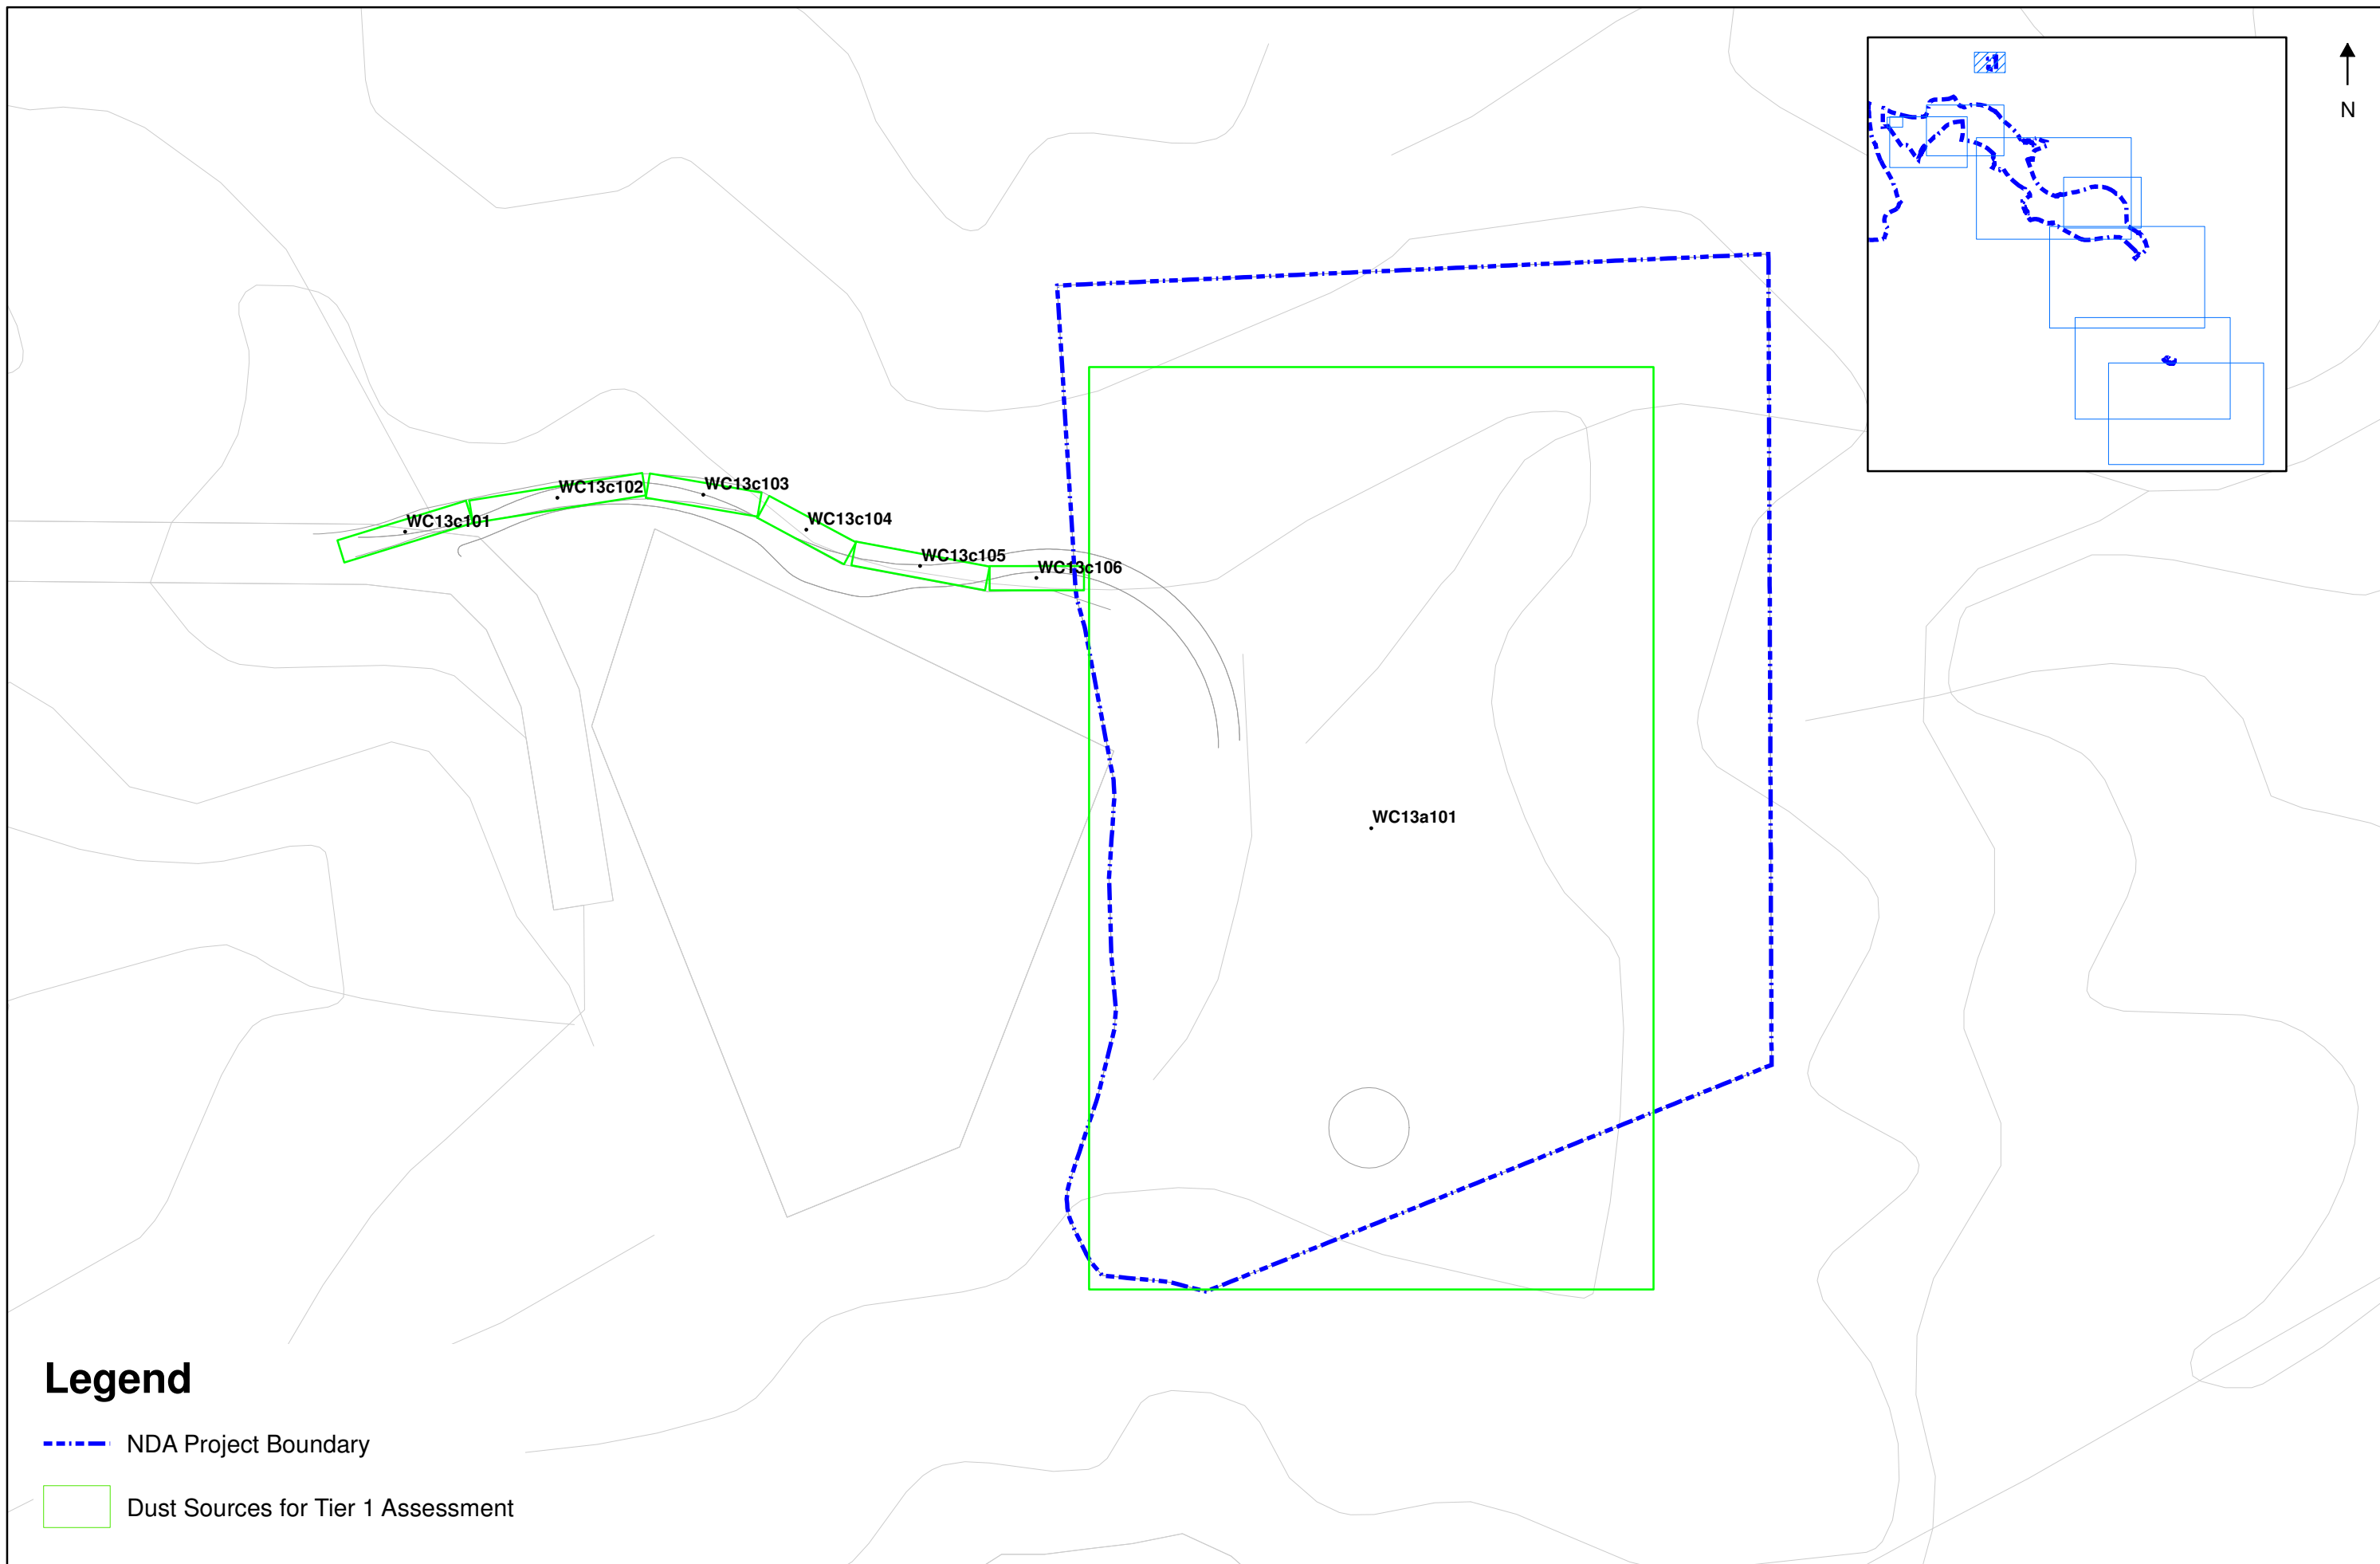 N
WC13c102
WC13c103
WC13c101
WC13c104
WC13c105
WC13c106
WC13a101
Legend
NDA Project Boundary
Dust Sources for Tier 1 Assessment